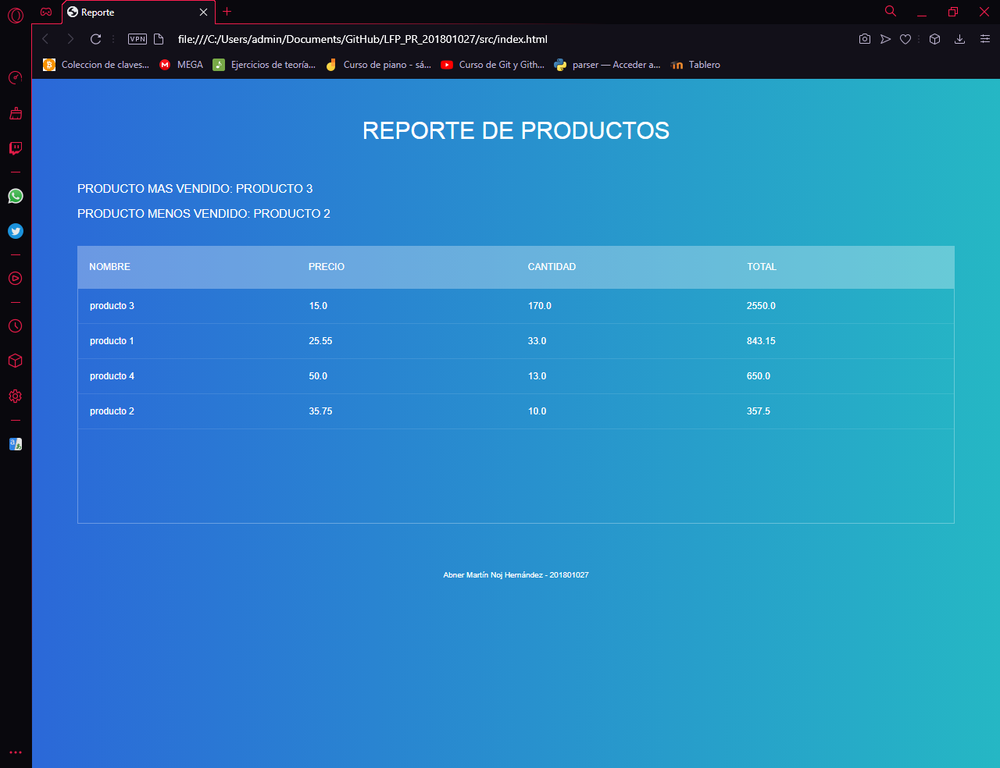 Reporte
VPN
file:///C:/Users/admin/Documents/GitHub/LFP_PR_201801027/src/index.html
Coleccion de claves... MEGA Ejercicios de teoría... Curso de piano - sá... Curso de Git y Gith... parser — Acceder a... Tablero
REPORTE DE PRODUCTOS
PRODUCTO MAS VENDIDO: PRODUCTO 3
PRODUCTO MENOS VENDIDO: PRODUCTO 2
NOMBRE PRECIO CANTIDAD TOTAL
producto 3 15.0 170.0 2550.0
producto 1 25.55 33.0 843.15
producto 4 50.0 13.0 650.0
producto 2 35.75 10.0 357.5
Abner Martín Noj Hernández - 201801027